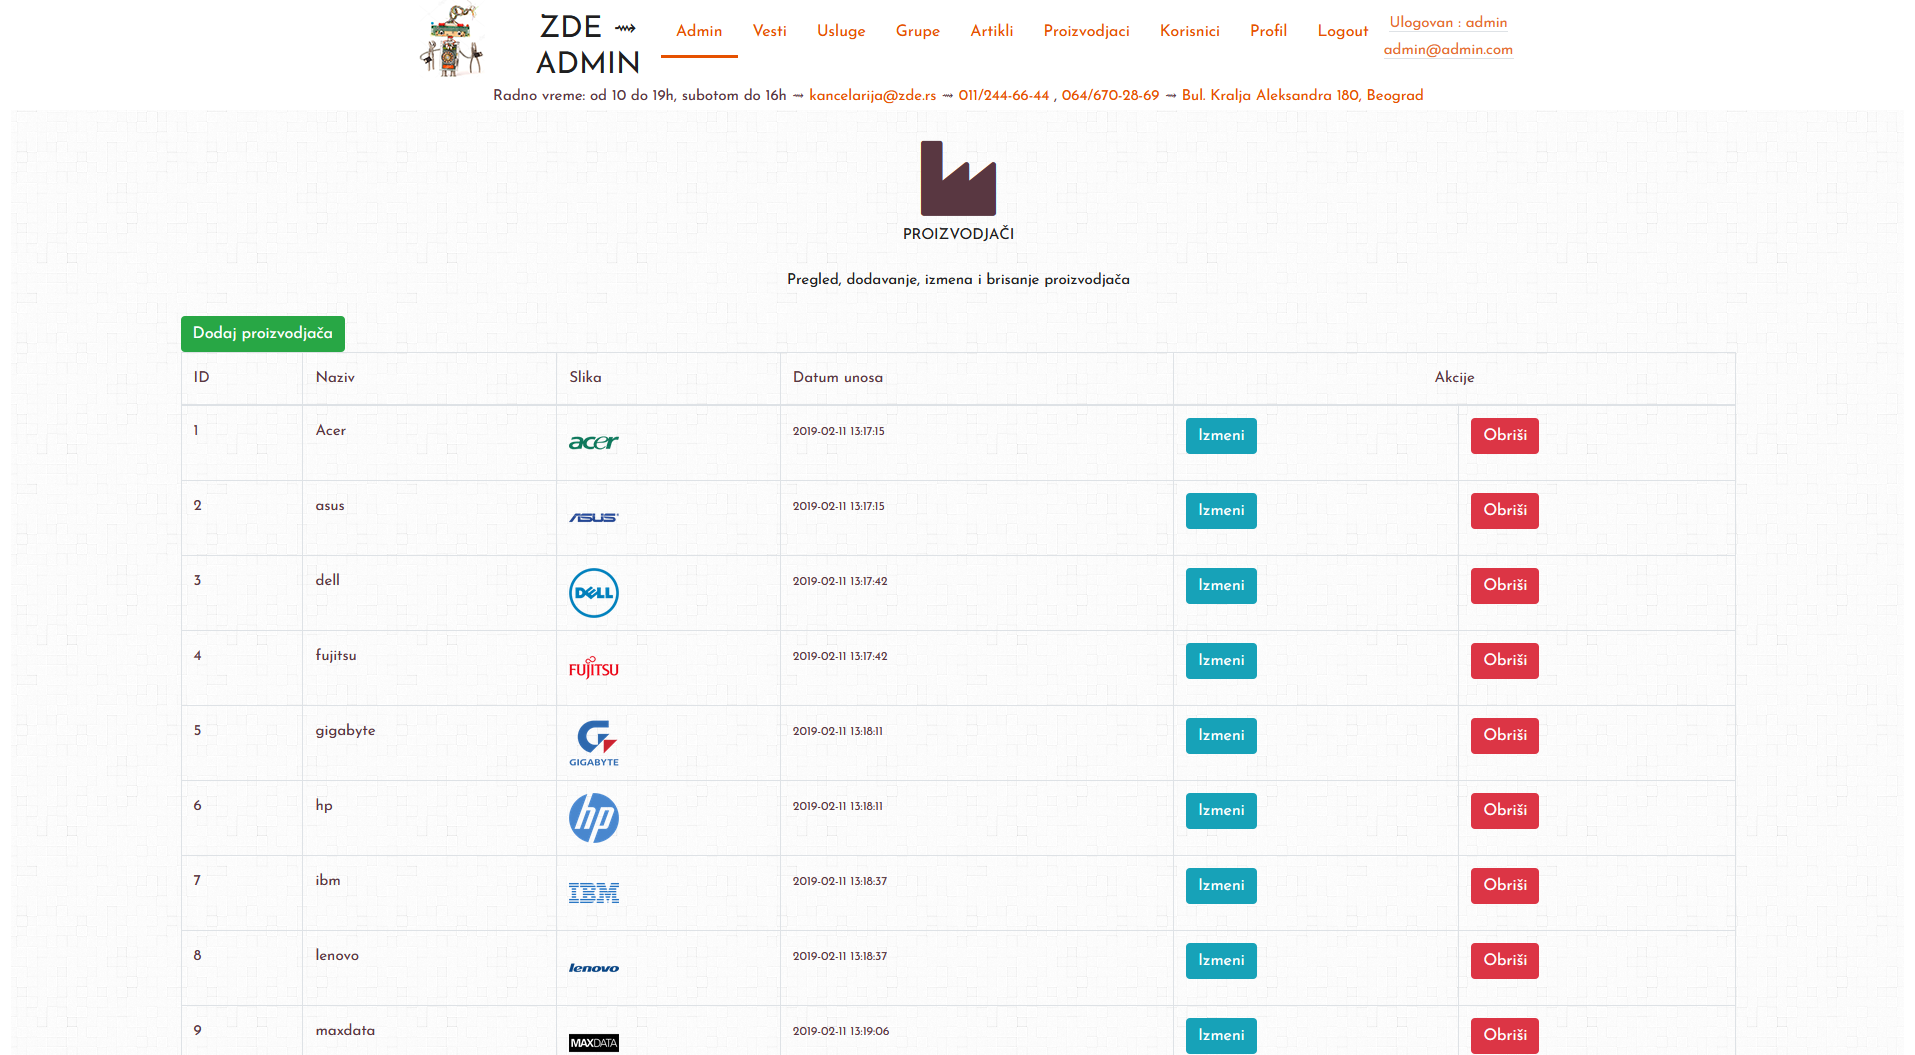 ZDE ⇝
ADMIN
Admin Vesti Usluge Grupe Artikli Proizvodjaci Korisnici Profil Logout
Ulogovan : admin
admin@admin.com
Radno vreme: od 10 do 19h, subotom do 16h ⇝ kancelarija@zde.rs ⇝ 011/244-66-44 , 064/670-28-69 ⇝ Bul. Kralja Aleksandra 180, Beograd
PROIZVODJAČI
Pregled, dodavanje, izmena i brisanje proizvodjača
Dodaj proizvodjača
ID Naziv Slika Datum unosa Akcije
1 Acer acer 2019-02-11 13:17:15 Izmeni Obriši
2 asus ASUS 2019-02-11 13:17:15 Izmeni Obriši
3 dell DELL 2019-02-11 13:17:42 Izmeni Obriši
4 fujitsu FUJITSU 2019-02-11 13:17:42 Izmeni Obriši
5 gigabyte GIGABYTE 2019-02-11 13:18:11 Izmeni Obriši
6 hp hp 2019-02-11 13:18:11 Izmeni Obriši
7 ibm IBM 2019-02-11 13:18:37 Izmeni Obriši
8 lenovo lenovo 2019-02-11 13:18:37 Izmeni Obriši
9 maxdata MAXDATA 2019-02-11 13:19:06 Izmeni Obriši